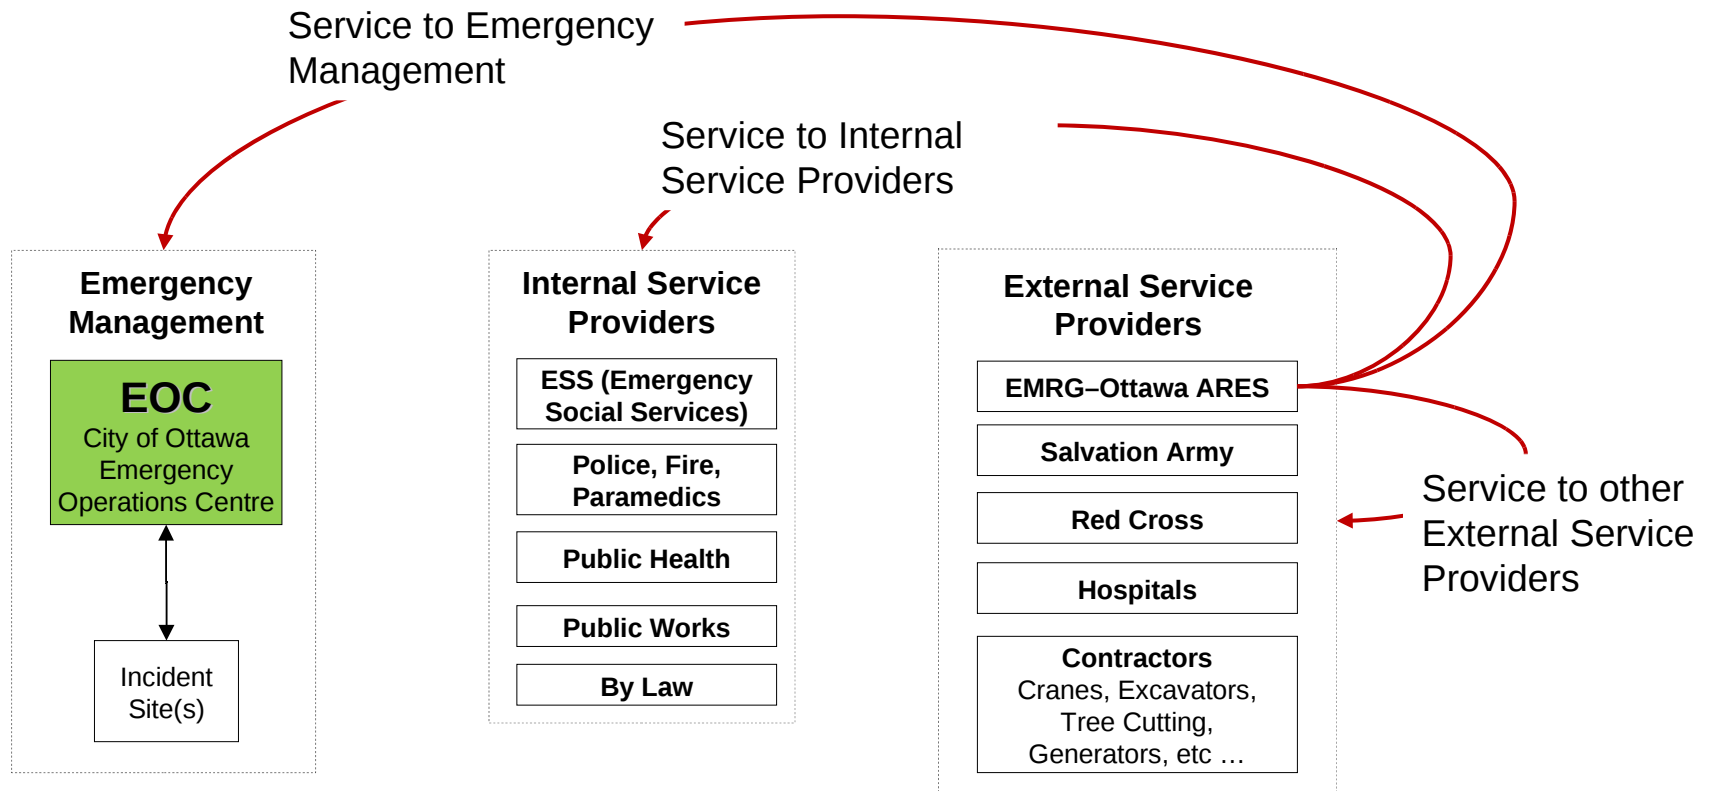 Service to Emergency
Management
Service to Internal
Service Providers
Emergency
Management
EOC
City of Ottawa
Emergency
Operations Centre
Incident
Site(s)
Internal Service
Providers
ESS (Emergency
Social Services)
Police, Fire,
Paramedics
Public Health
Public Works
By Law
External Service
Providers
EMRG–Ottawa ARES
Salvation Army
Red Cross
Hospitals
Contractors
Cranes, Excavators,
Tree Cutting,
Generators, etc …
Service to other
External Service
Providers